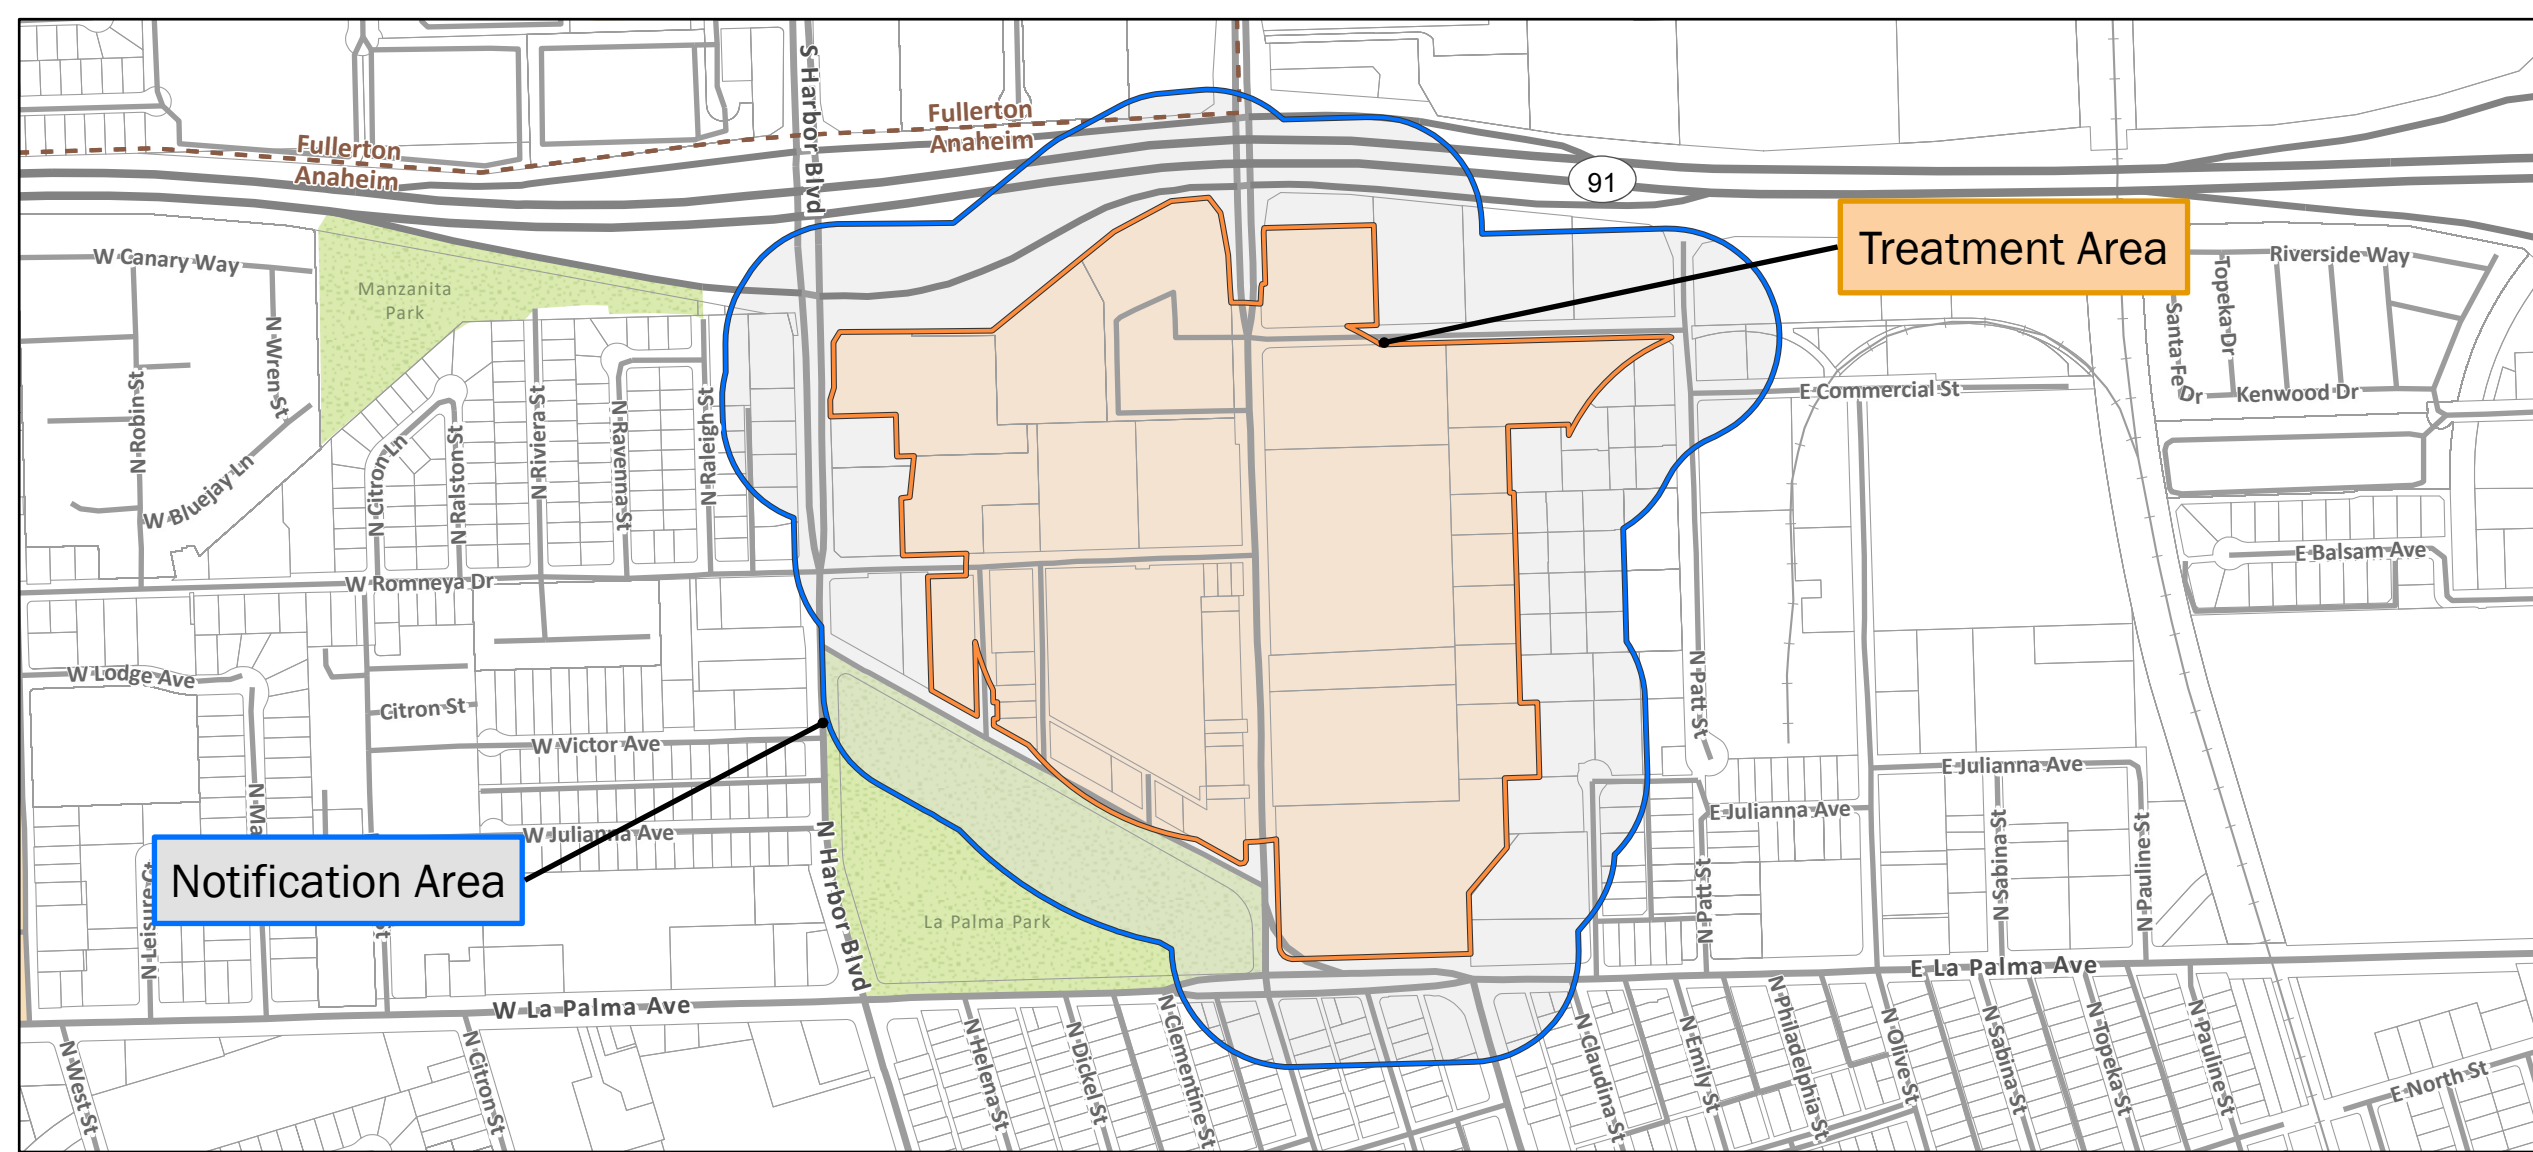 S Harbor Blvd
Fullerton
Anaheim
Fullerton
Anaheim
91
Treatment Area
W Canary Way
Manzanita
Park
Riverside Way
Topeka Dr
Santa Fe Dr
Kenwood Dr
N Wren St
N Robin St
W Bluejay Ln
N Citron Ln
N Ralston St
N Riviera St
N Ravenna St
N Raleigh St
E Commercial St
E Balsam Ave
W Romneya Dr
W Lodge Ave
Citron St
W Victor Ave
N Patt St
E Julianna Ave
E Julianna Ave
N Ma
W Julianna Ave
Notification Area
N Leisure Ct
St
N Harbor Blvd
La Palma Park
N Patt St
N Sabina St
N Pauline St
W La Palma Ave
E La Palma Ave
N West St
N Citron St
N Helena St
N Dickel St
N Clementine St
N Claudina St
N Emily St
N Philadelphia St
N Olive St
N Sabina St
N Topeka St
N Pauline St
E North St